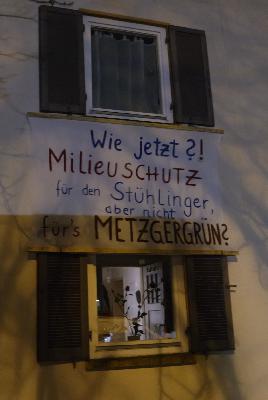 Wie jetzt?!
MILIEUSCHUTZ
für den Stühlinger,
aber nicht
für's METZGERGRÜN?